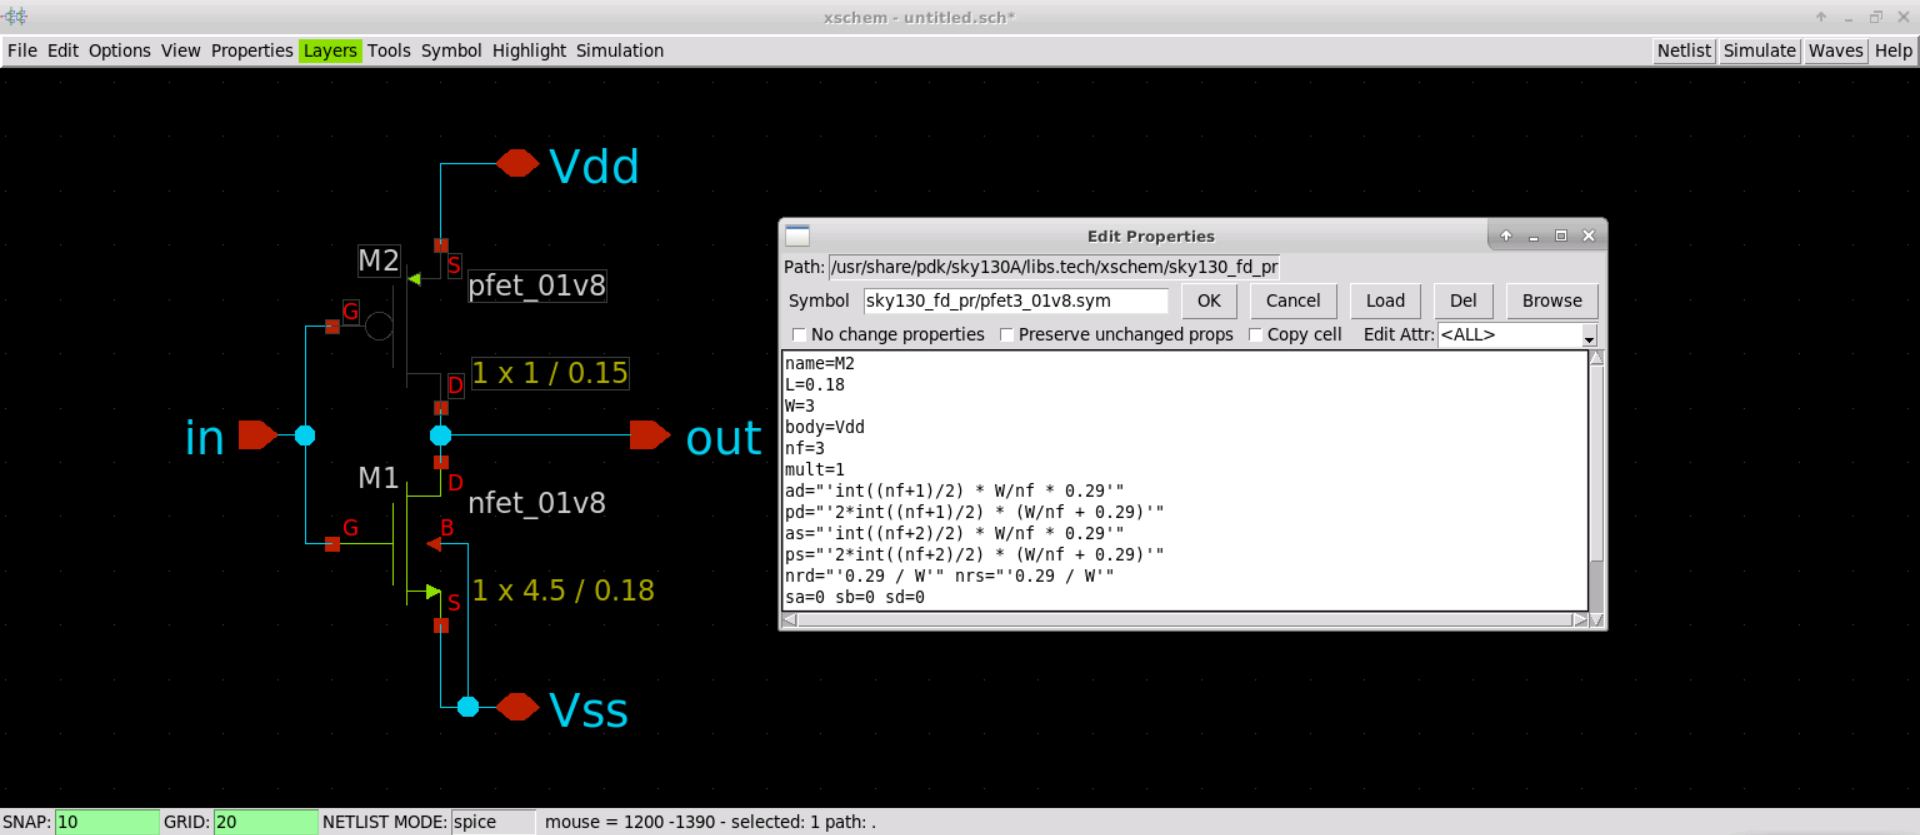 xschem - untitled.sch*
File Edit Options View Properties Layers Tools Symbol Highlight Simulation Netlist Simulate Waves Help
Vdd
M2
S
pfet_01v8
G
D
1 x 1 / 0.15
in
out
M1
D
nfet_01v8
G
B
S
1 x 4.5 / 0.18
Vss
Edit Properties
Path: /usr/share/pdk/sky130A/libs.tech/xschem/sky130_fd_pr
Symbol sky130_fd_pr/pfet3_01v8.sym OK Cancel Load Del Browse
No change properties Preserve unchanged props Copy cell Edit Attr: <ALL>
name=M2
L=0.18
W=3
body=Vdd
nf=3
mult=1
ad="'int((nf+1)/2) * W/nf * 0.29'"
pd="'2*int((nf+1)/2) * (W/nf + 0.29)'"
as="'int((nf+2)/2) * W/nf * 0.29'"
ps="'2*int((nf+2)/2) * (W/nf + 0.29)'"
nrd="'0.29 / W'" nrs="'0.29 / W'"
sa=0 sb=0 sd=0
SNAP: 10 GRID: 20 NETLIST MODE: spice mouse = 1200 -1390 - selected: 1 path: .